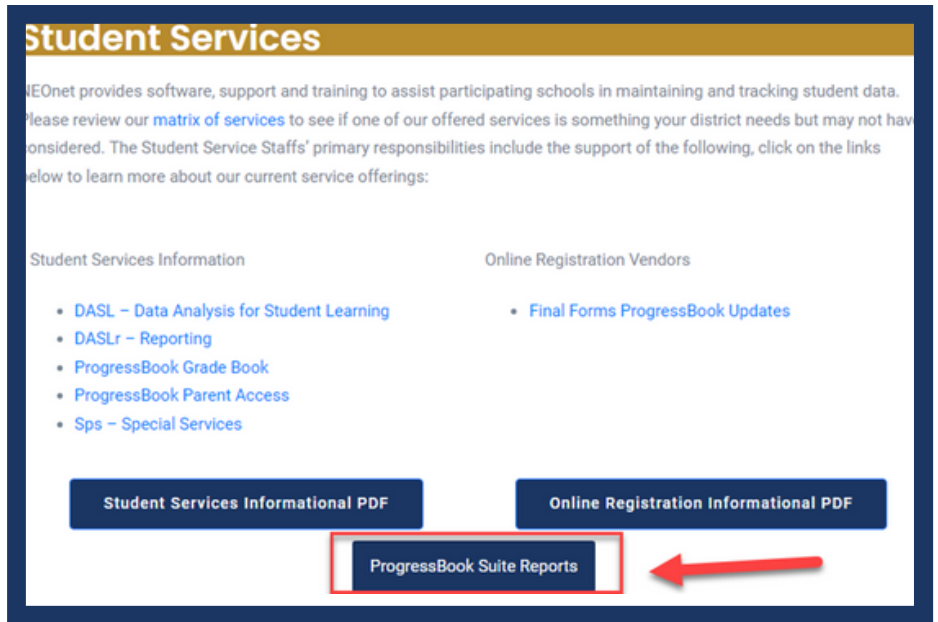 Student Services
NEOnet provides software, support and training to assist participating schools in maintaining and tracking student data.
Please review our matrix of services to see if one of our offered services is something your district needs but may not have
considered. The Student Service Staffs' primary responsibilities include the support of the following, click on the links
below to learn more about our current service offerings:
Student Services Information
DASL – Data Analysis for Student Learning
DASLr – Reporting
ProgressBook Grade Book
ProgressBook Parent Access
Sps – Special Services
Student Services Informational PDF
Online Registration Vendors
Final Forms ProgressBook Updates
Online Registration Informational PDF
ProgressBook Suite Reports